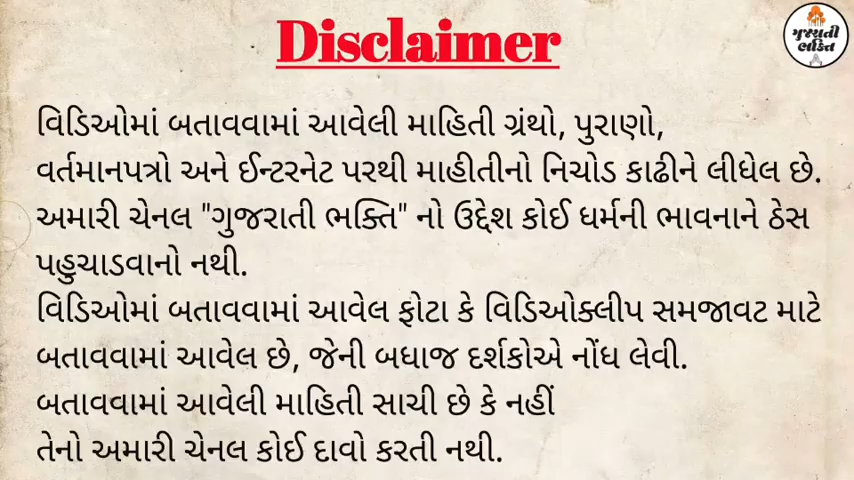 Disclaimer
ગુજરાતી
ભક્તિ
વિડિઓમાં બતાવવામાં આવેલી માહિતી ગ્રંથો, પુરાણો,
વર્તમાનપત્રો અને ઈન્ટરનેટ પરથી માહીતીનો નિચોડ કાઢીને લીધેલ છે.
અમારી ચેનલ "ગુજરાતી ભક્તિ" નો ઉદ્દેશ કોઈ ધર્મની ભાવનાને ઠેસ
પહુચાડવાનો નથી.
વિડિઓમાં બતાવવામાં આવેલ ફોટા કે વિડિઓક્લીપ સમજાવટ માટે
બતાવવામાં આવેલ છે, જેની બધાજ દર્શકોએ નોંધ લેવી.
બતાવવામાં આવેલી માહિતી સાચી છે કે નહીં
તેનો અમારી ચેનલ કોઈ દાવો કરતી નથી.